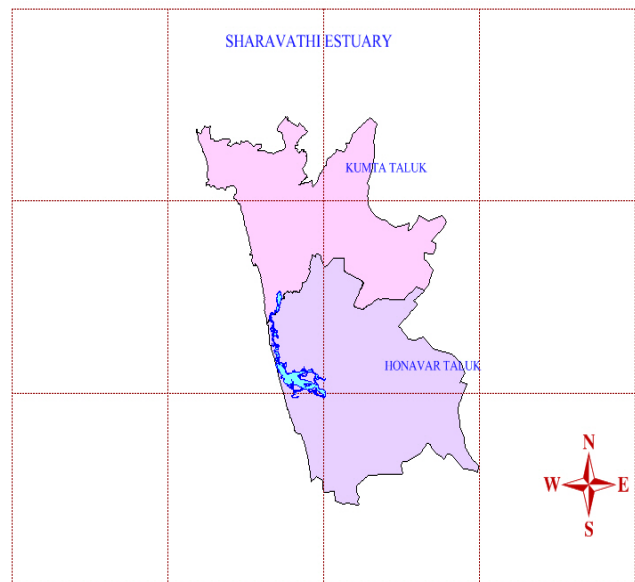 SHARAVATHI ESTUARY
KUMTA TALUK
HONAVAR TALUK
N
W E
S